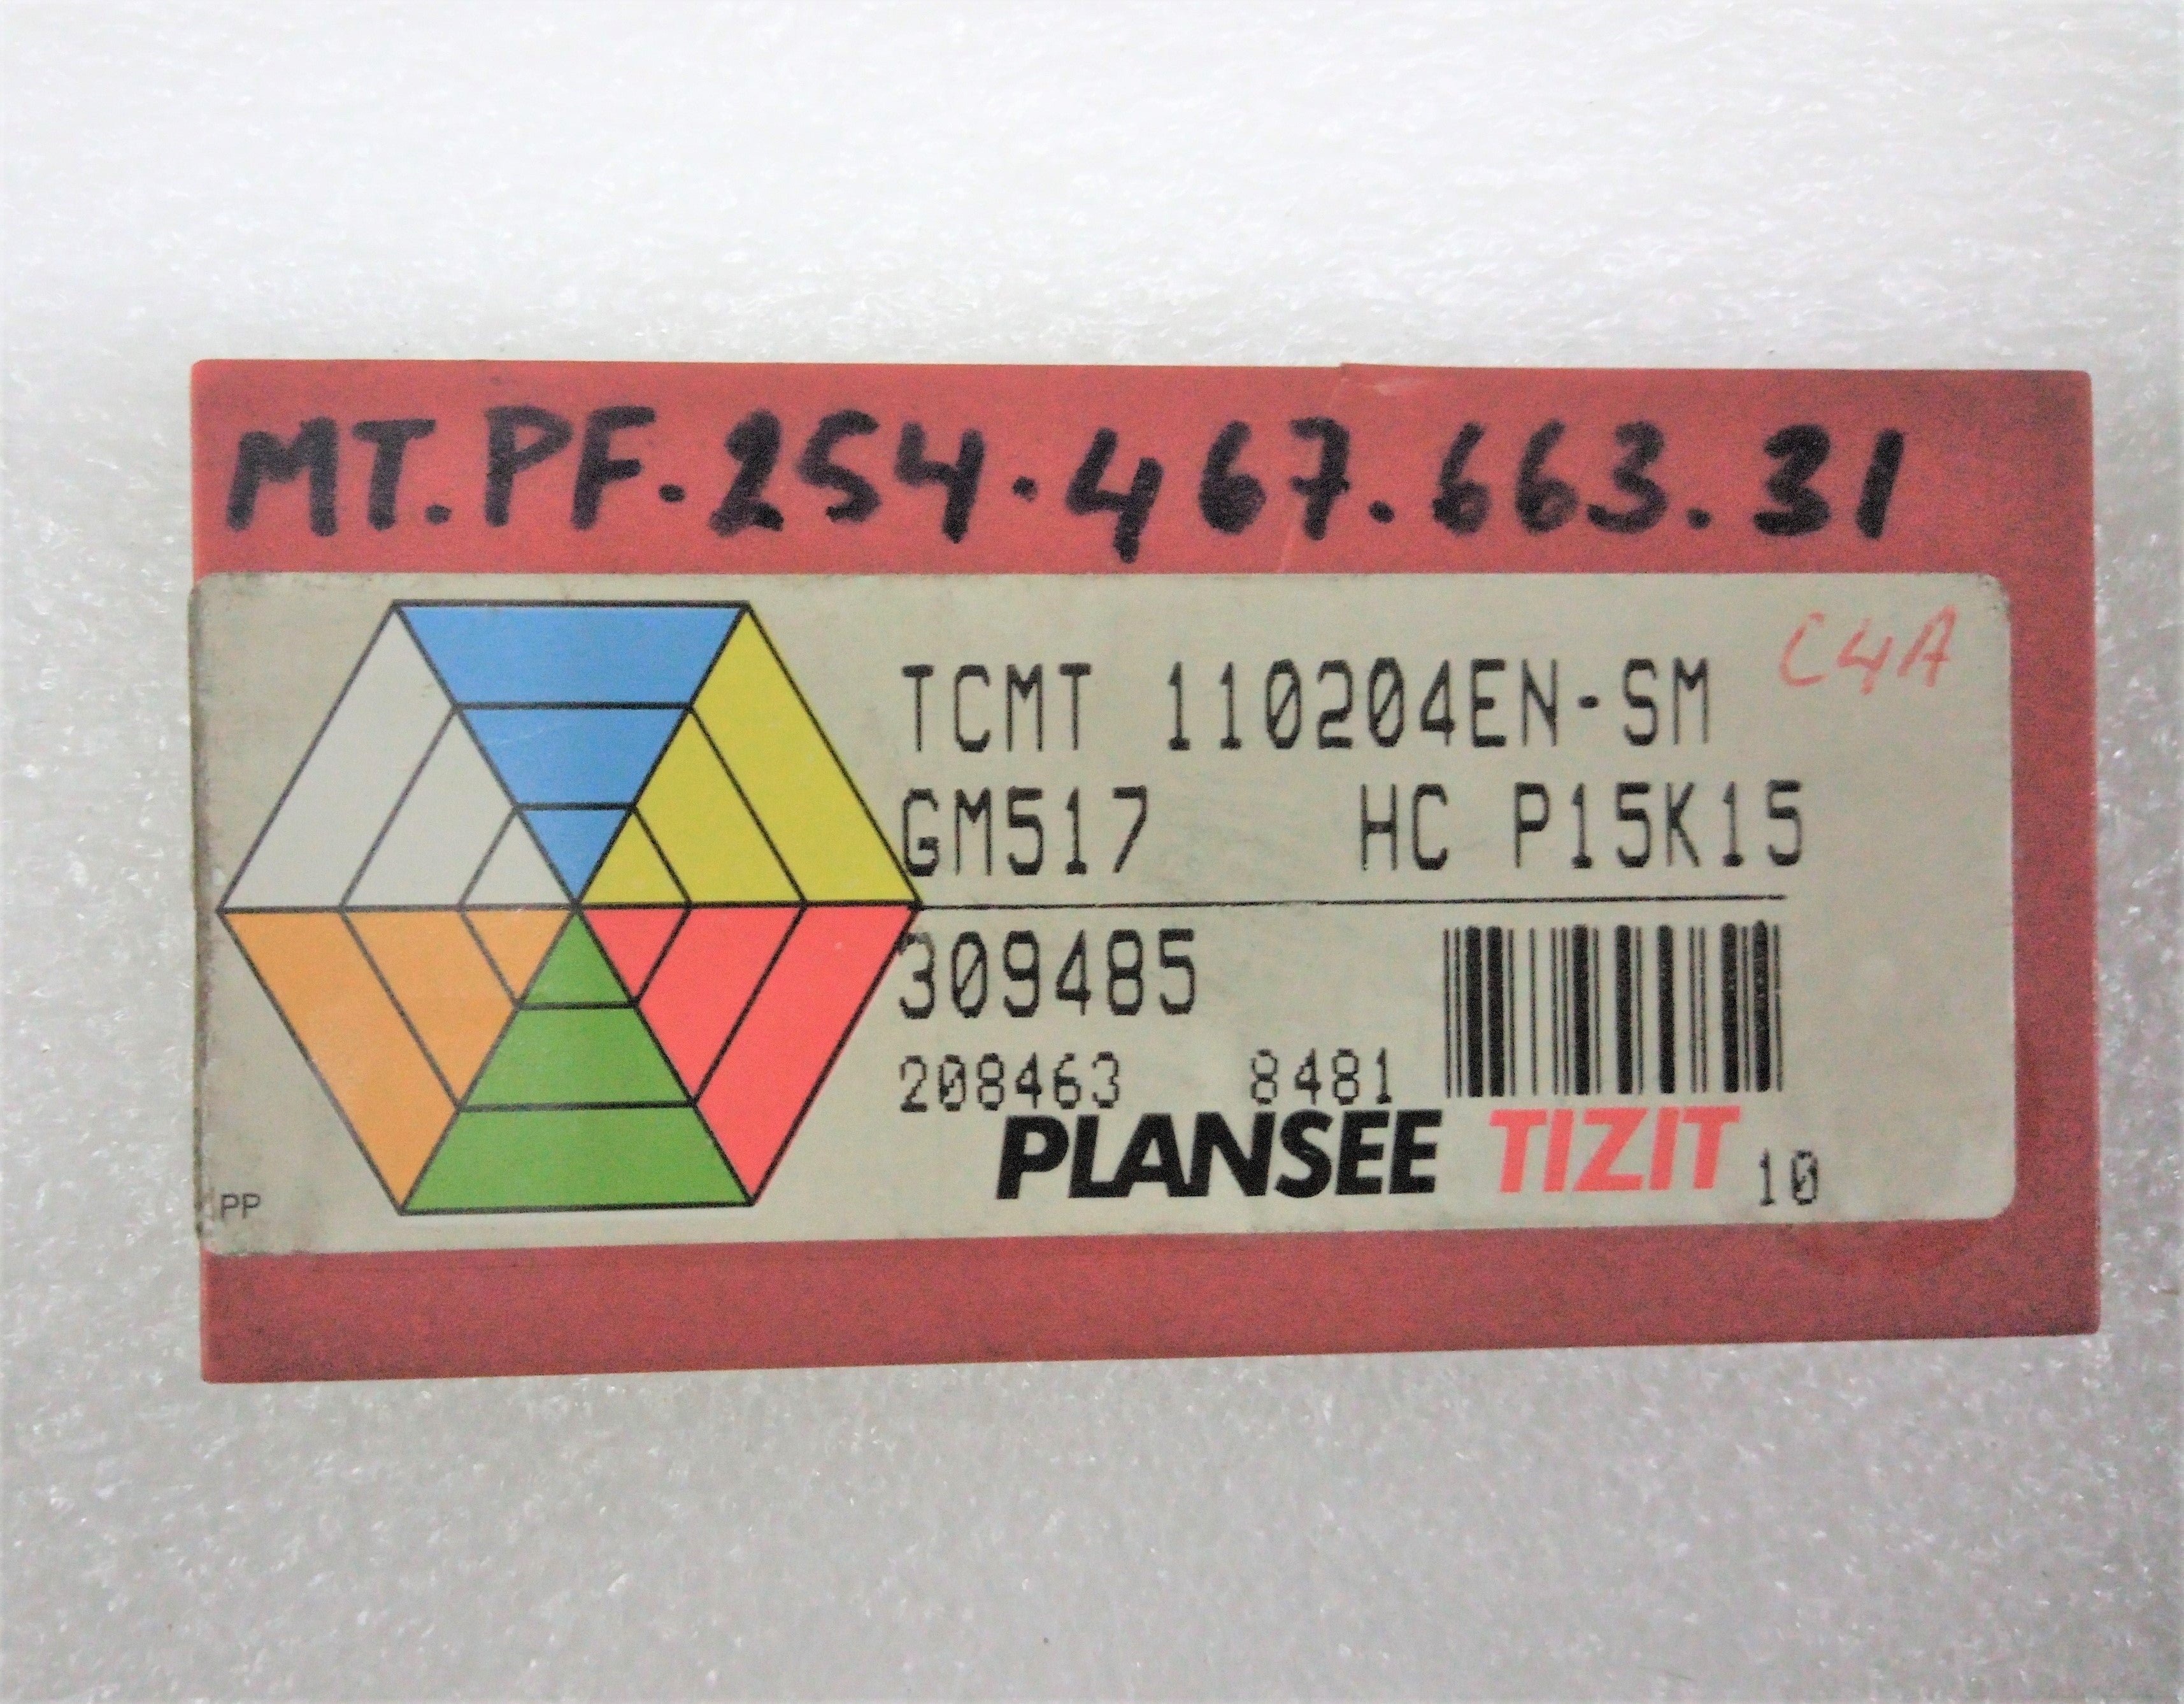 MT.PF.254.467.663.31
C4A
TCMT 110204EN-SM
GM517 HC P15K15
309485
208463 8481
PLANSEE TIZIT 10
PP